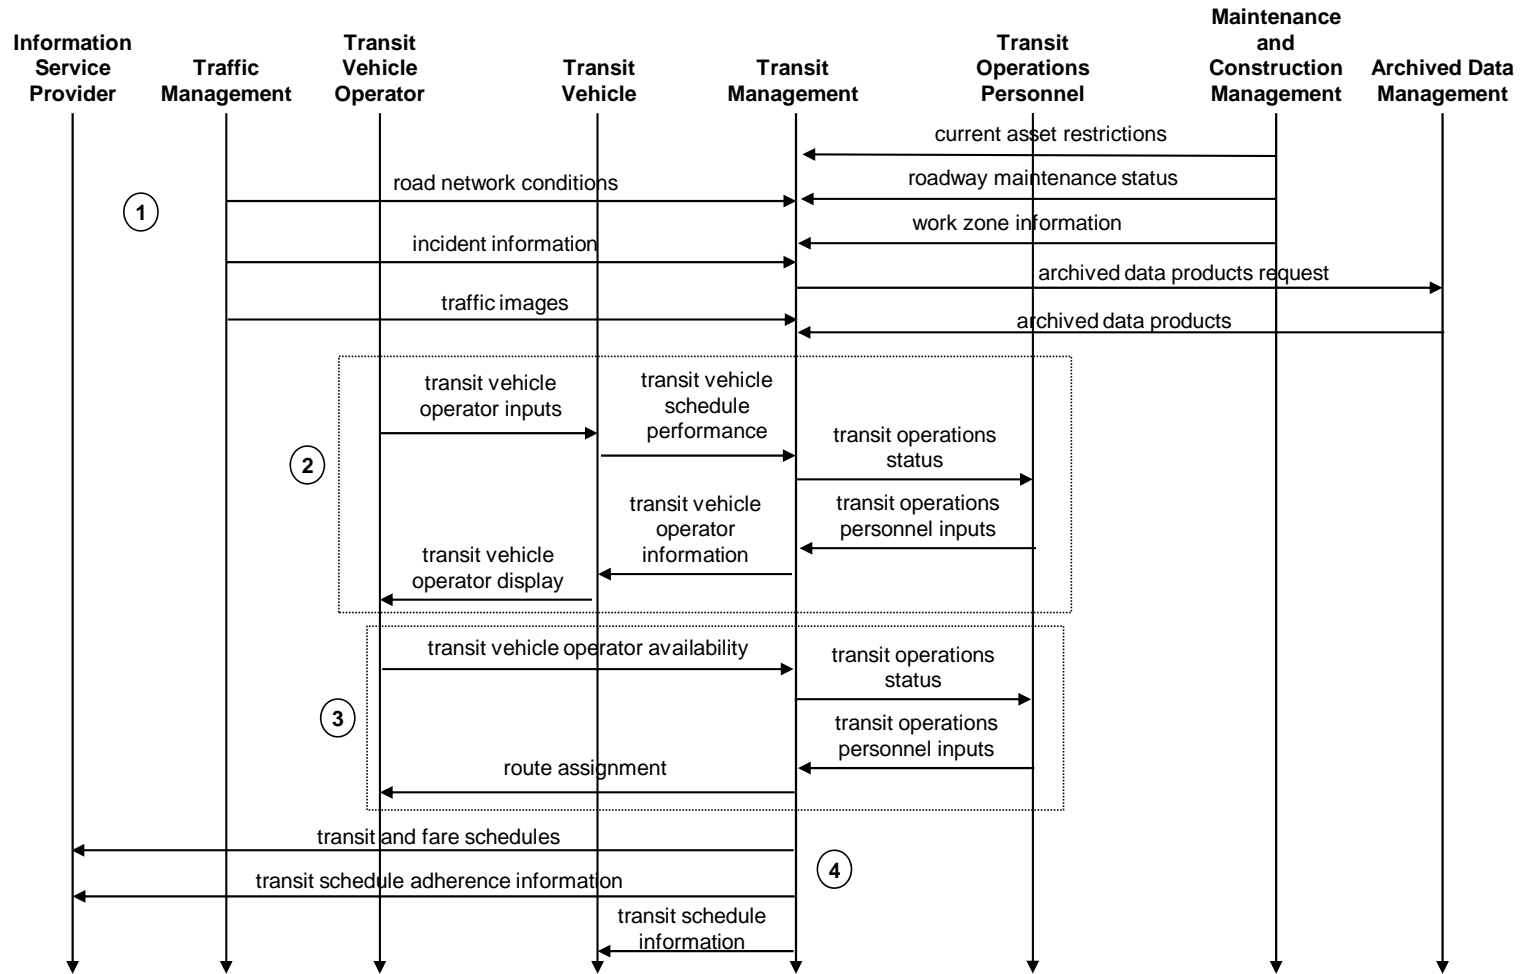 Information
Service
Provider
Traffic
Management
Transit
Vehicle
Operator
Transit
Vehicle
Transit
Management
Transit
Operations
Personnel
Maintenance
and
Construction
Management
Archived Data
Management
current asset restrictions
road network conditions
roadway maintenance status
1
work zone information
incident information
archived data products request
traffic images
archived data products
transit vehicle
operator inputs
transit vehicle
schedule
performance
transit operations
status
2
transit vehicle
operator
information
transit operations
personnel inputs
transit vehicle
operator display
transit vehicle operator availability
transit operations
status
3
transit operations
personnel inputs
route assignment
transit and fare schedules
4
transit schedule adherence information
transit schedule
information